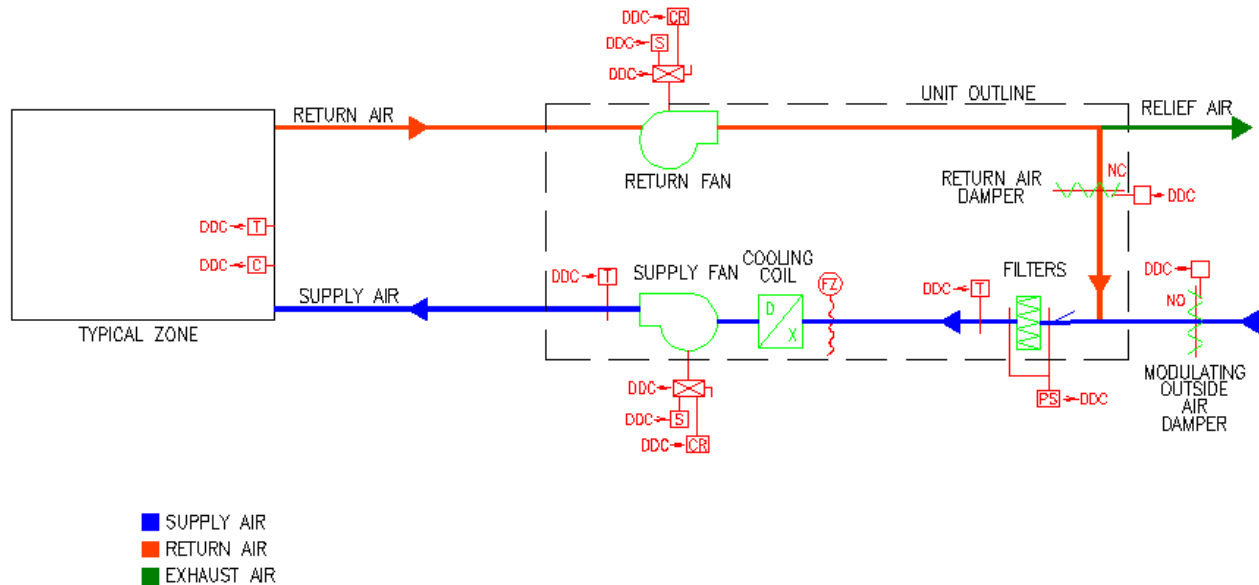 DDC
CR
DDC
S
DDC
UNIT OUTLINE
RETURN AIR
RELIEF AIR
RETURN FAN
RETURN AIR
DAMPER
NC
DDC
DDC
T
DDC
C
SUPPLY AIR
TYPICAL ZONE
DDC
T
SUPPLY FAN
COOLING
COIL
D
X
FZ
DDC
T
FILTERS
DDC
NO
PS
DDC
MODULATING
OUTSIDE
AIR
DAMPER
DDC
DDC
S
DDC
CR
SUPPLY AIR
RETURN AIR
EXHAUST AIR